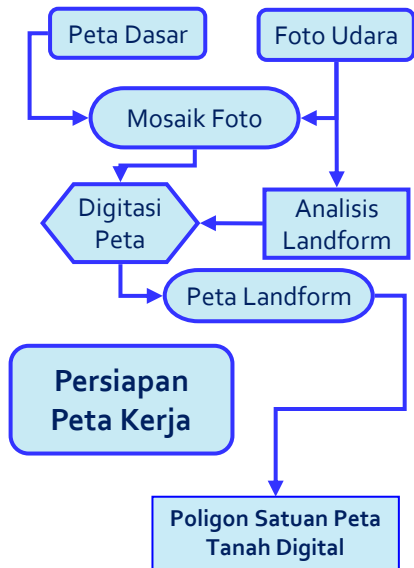 Peta Dasar
Foto Udara
Mosaik Foto
Digitasi
Peta
Analisis
Landform
Peta Landform
Persiapan
Peta Kerja
Poligon Satuan Peta
Tanah Digital